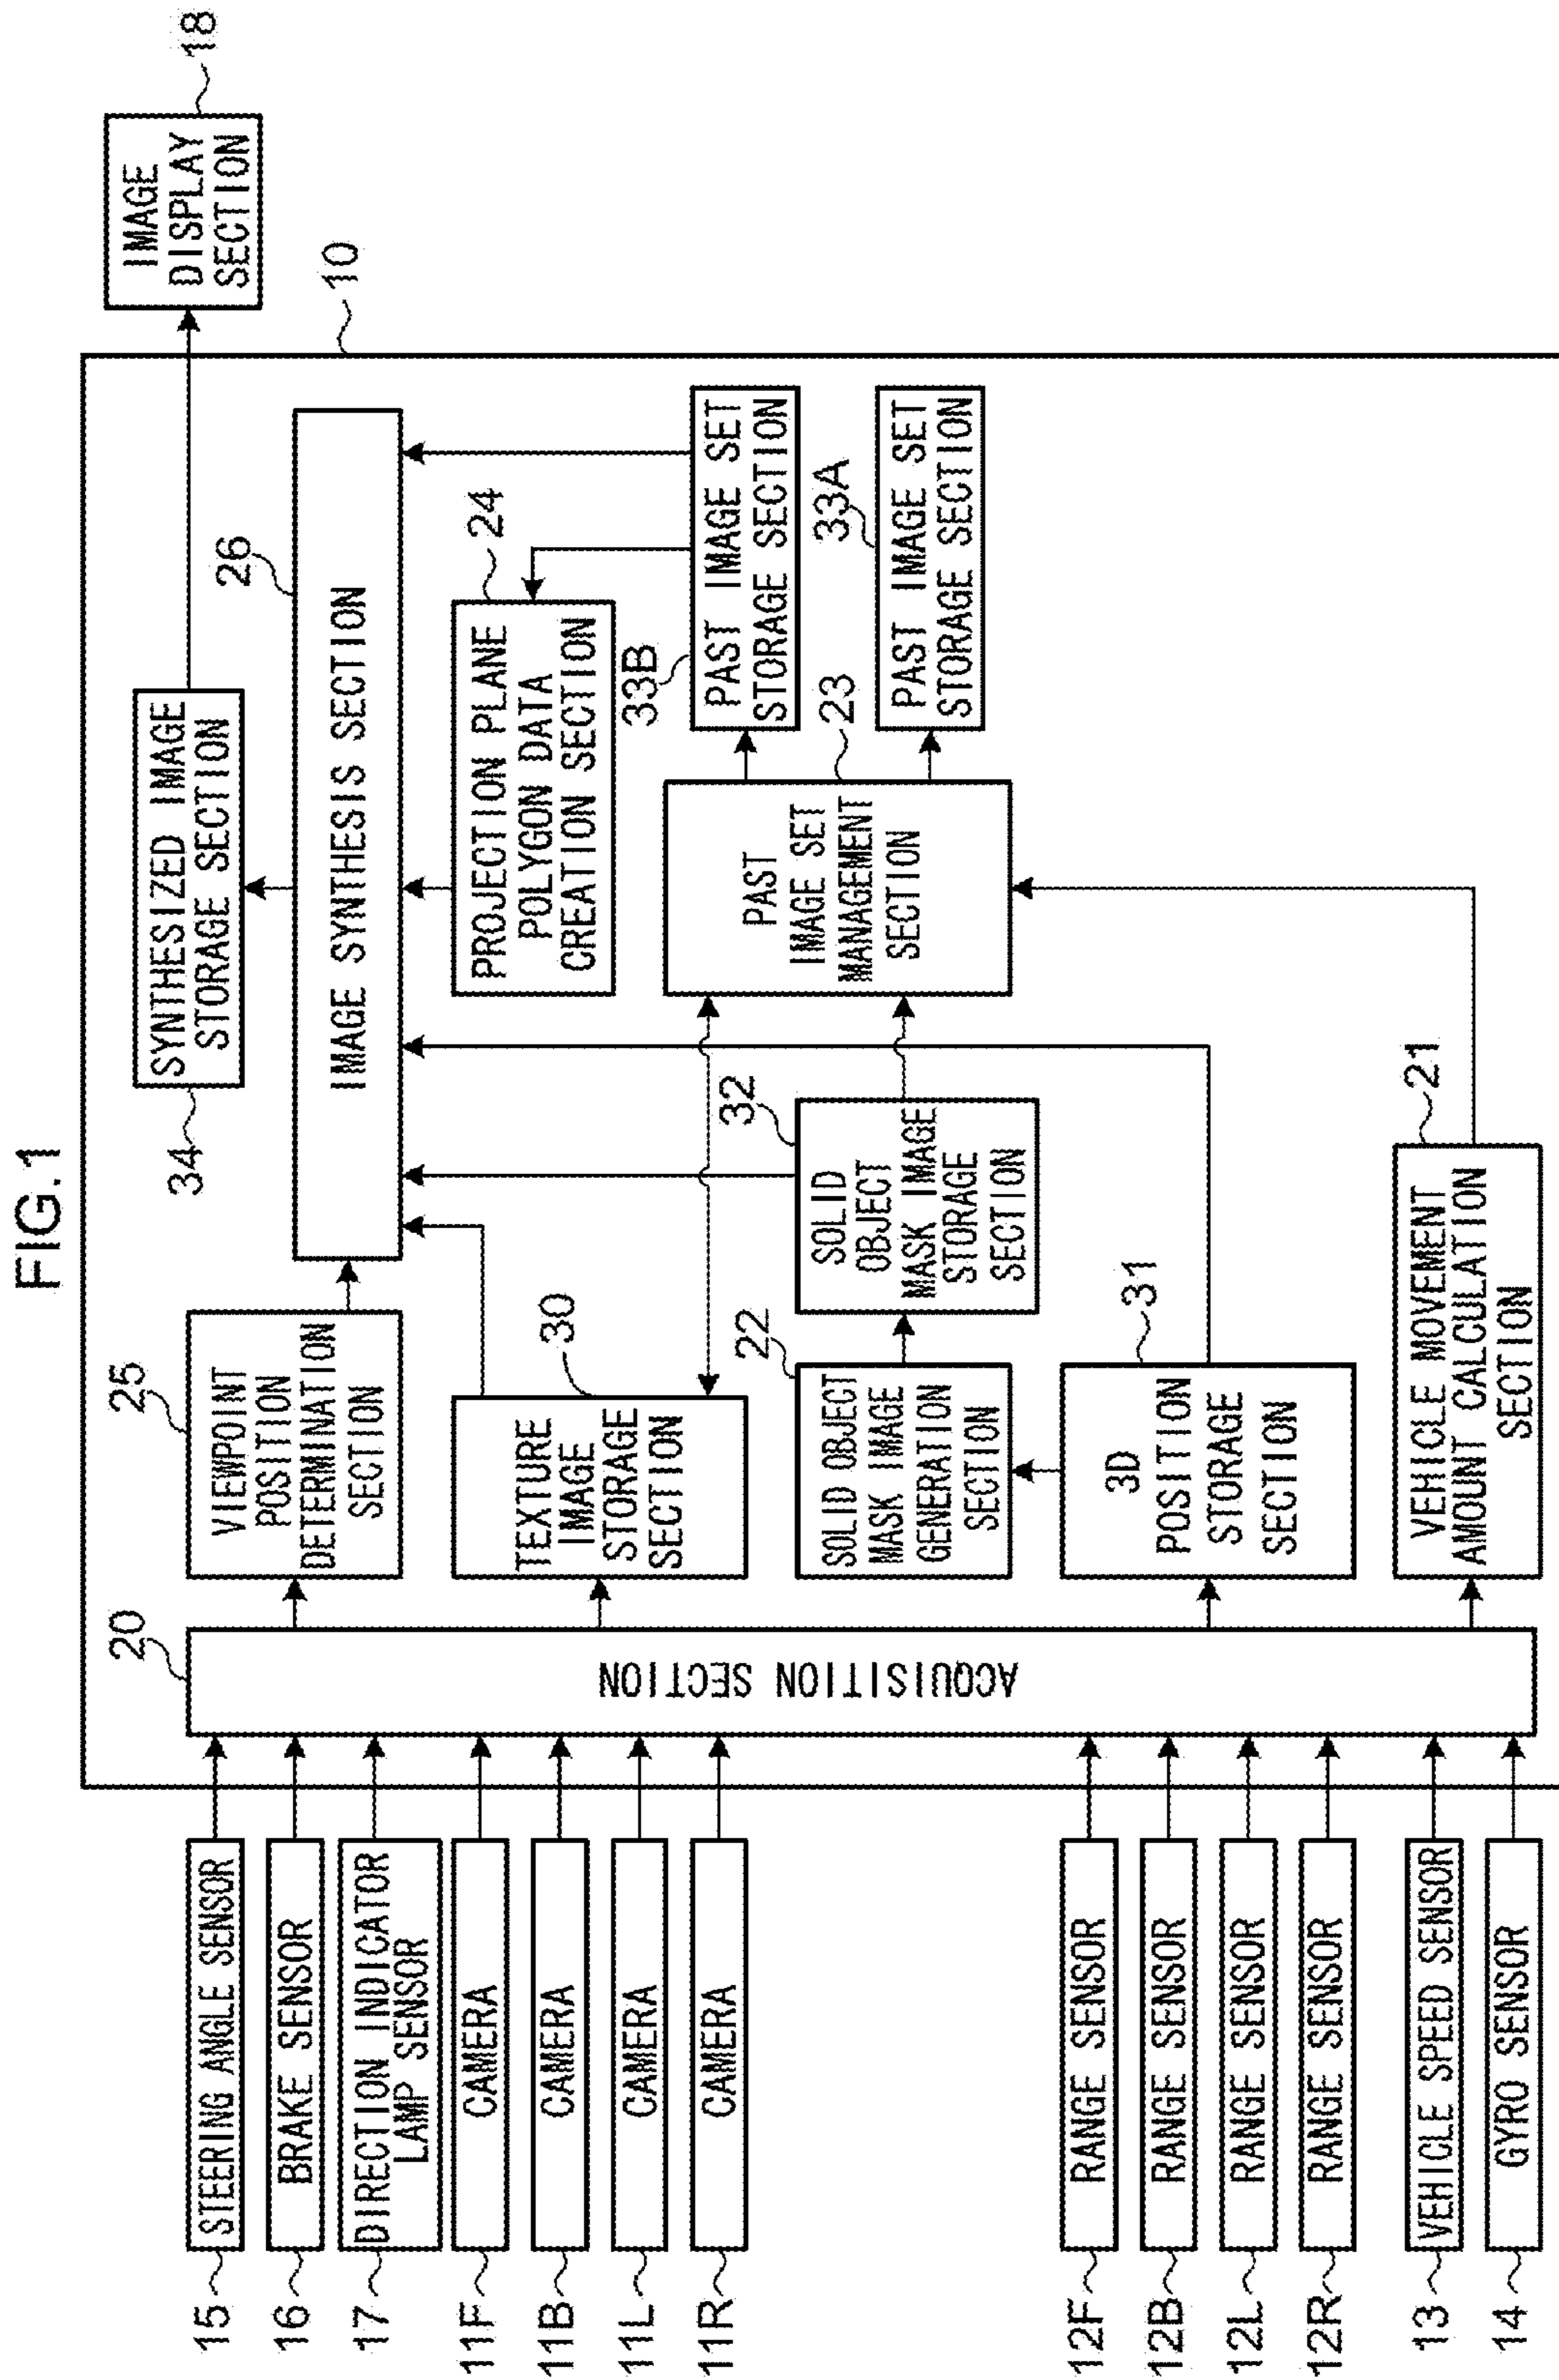 FIG.1
15
STEERING ANGLE SENSOR
16
BRAKE SENSOR
17
DIRECTION INDICATOR
LAMP SENSOR
11F
CAMERA
11B
CAMERA
11L
CAMERA
11R
CAMERA
12F
RANGE SENSOR
12B
RANGE SENSOR
12L
RANGE SENSOR
12R
RANGE SENSOR
13
VEHICLE SPEED SENSOR
14
GYRO SENSOR
20
ACQUISITION SECTION
25
VIEWPOINT
POSITION
DETERMINATION
SECTION
30
TEXTURE
IMAGE
STORAGE
SECTION
22
SOLID OBJECT
MASK IMAGE
GENERATION
SECTION
31
3D
POSITION
STORAGE
SECTION
21
VEHICLE MOVEMENT
AMOUNT CALCULATION
SECTION
32
SOLID
OBJECT
MASK IMAGE
STORAGE
SECTION
34
SYNTHESIZED IMAGE
STORAGE SECTION
26
IMAGE SYNTHESIS SECTION
24
PROJECTION PLANE
POLYGON DATA
CREATION SECTION
23
PAST
IMAGE SET
MANAGEMENT
SECTION
33B
PAST IMAGE SET
STORAGE SECTION
33A
PAST IMAGE SET
STORAGE SECTION
10
IMAGE
DISPLAY
SECTION
18